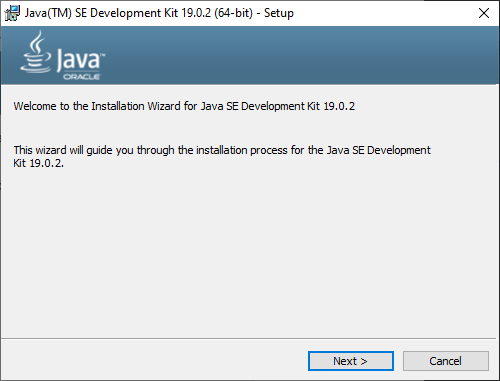 Java(TM) SE Development Kit 19.0.2 (64-bit) - Setup
Java
ORACLE
Welcome to the Installation Wizard for Java SE Development Kit 19.0.2
This wizard will guide you through the installation process for the Java SE Development
Kit 19.0.2.
Next >
Cancel